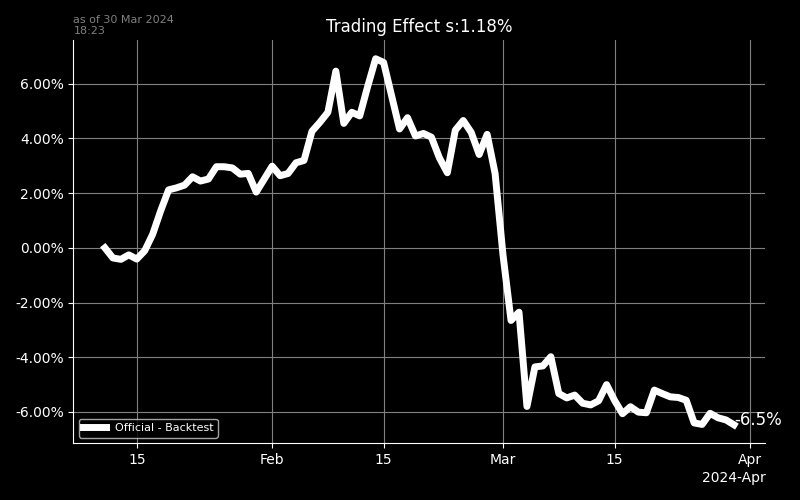 as of 30 Mar 2024
18:23
Trading Effect s:1.18%
6.00%
4.00%
2.00%
0.00%
-2.00%
-4.00%
-6.00%
-6.5%
Official - Backtest
15
Feb
15
Mar
15
Apr
2024-Apr